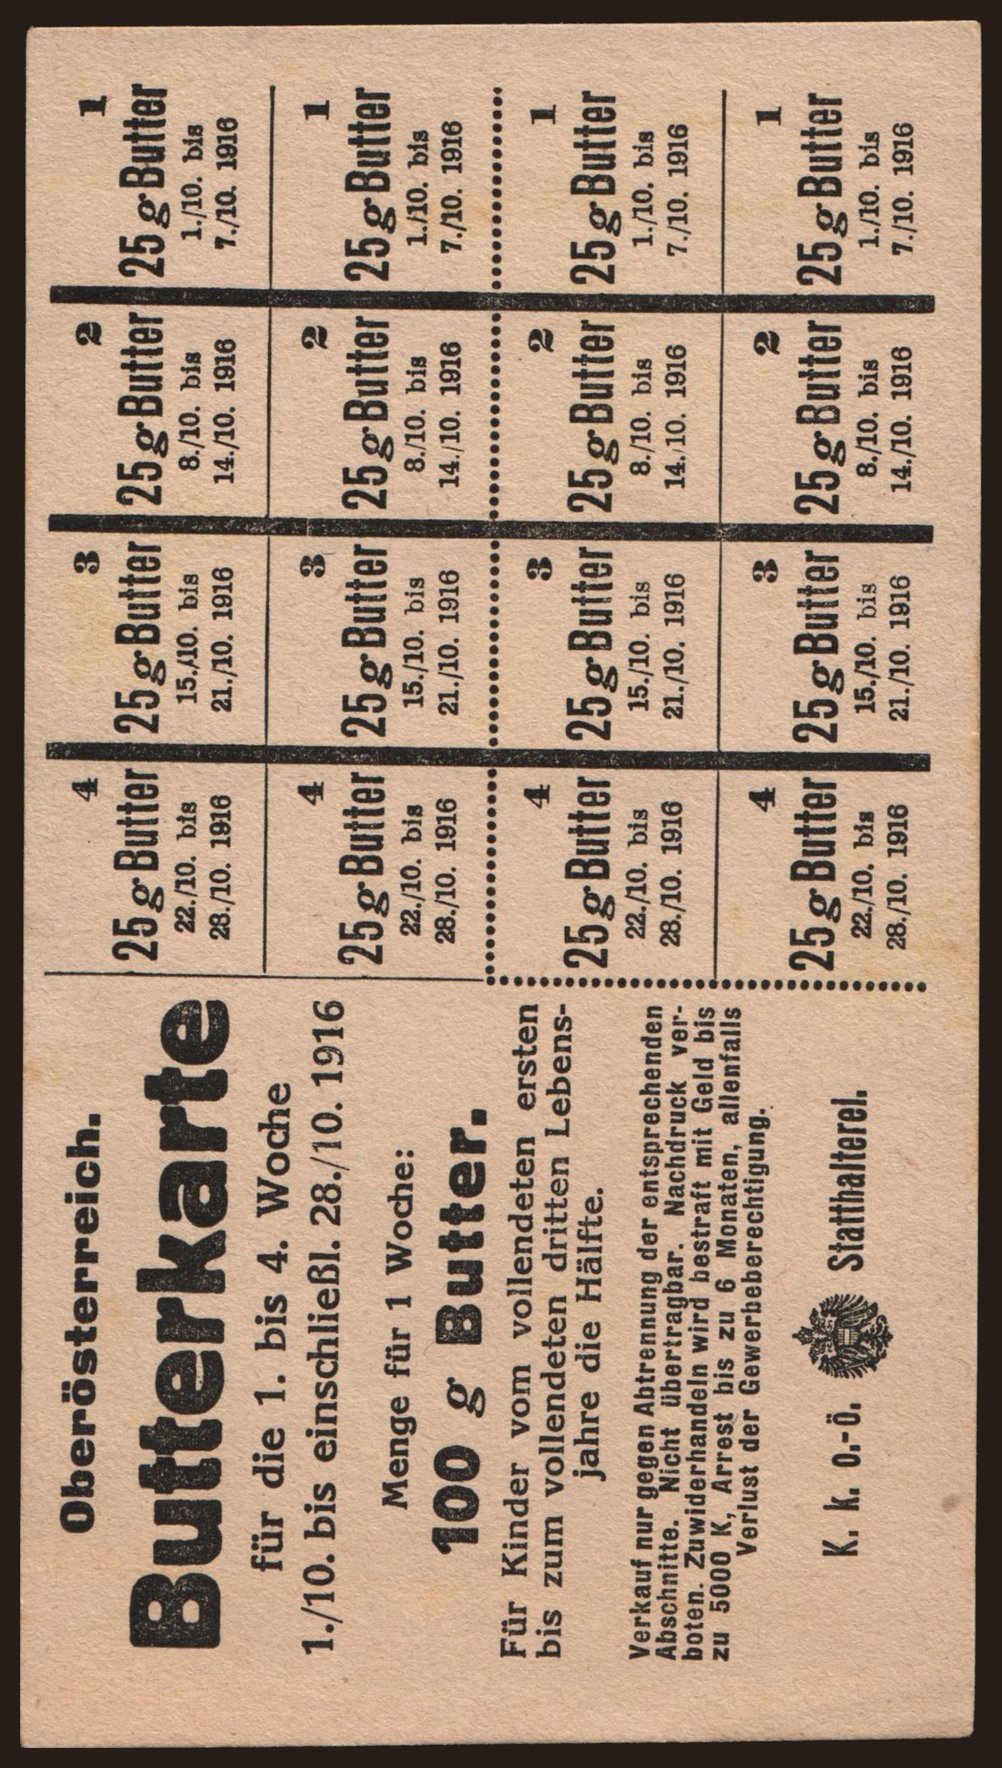 Oberösterreich.
Butterkarte
für die 1. bis 4. Woche
1./10. bis einschließl. 28./10. 1916
Menge für 1 Woche:
100 g Butter.
Für Kinder vom vollendeten ersten
bis zum vollendeten dritten Lebens-
jahre die Hälfte.
Verkauf nur gegen Abtrennung der entsprechenden
Abschnitte. Nicht übertragbar. Nachdruck ver-
boten. Zuwiderhandeln wird bestraft mit Geld bis
zu 5000 K, Arrest bis zu 6 Monaten, allenfalls
Verlust der Gewerbeberechtigung.
K. k. o.-ö. Statthalterei.
4
25 g Butter
22./10. bis
28./10. 1916
3
25 g Butter
15./10. bis
21./10. 1916
2
25 g Butter
8./10. bis
14./10. 1916
1
25 g Butter
1./10. bis
7./10. 1916
4
25 g Butter
22./10. bis
28./10. 1916
3
25 g Butter
15./10. bis
21./10. 1916
2
25 g Butter
8./10. bis
14./10. 1916
1
25 g Butter
1./10. bis
7./10. 1916
4
25 g Butter
22./10. bis
28./10. 1916
3
25 g Butter
15./10. bis
21./10. 1916
2
25 g Butter
8./10. bis
14./10. 1916
1
25 g Butter
1./10. bis
7./10. 1916
4
25 g Butter
22./10. bis
28./10. 1916
3
25 g Butter
15./10. bis
21./10. 1916
2
25 g Butter
8./10. bis
14./10. 1916
1
25 g Butter
1./10. bis
7./10. 1916